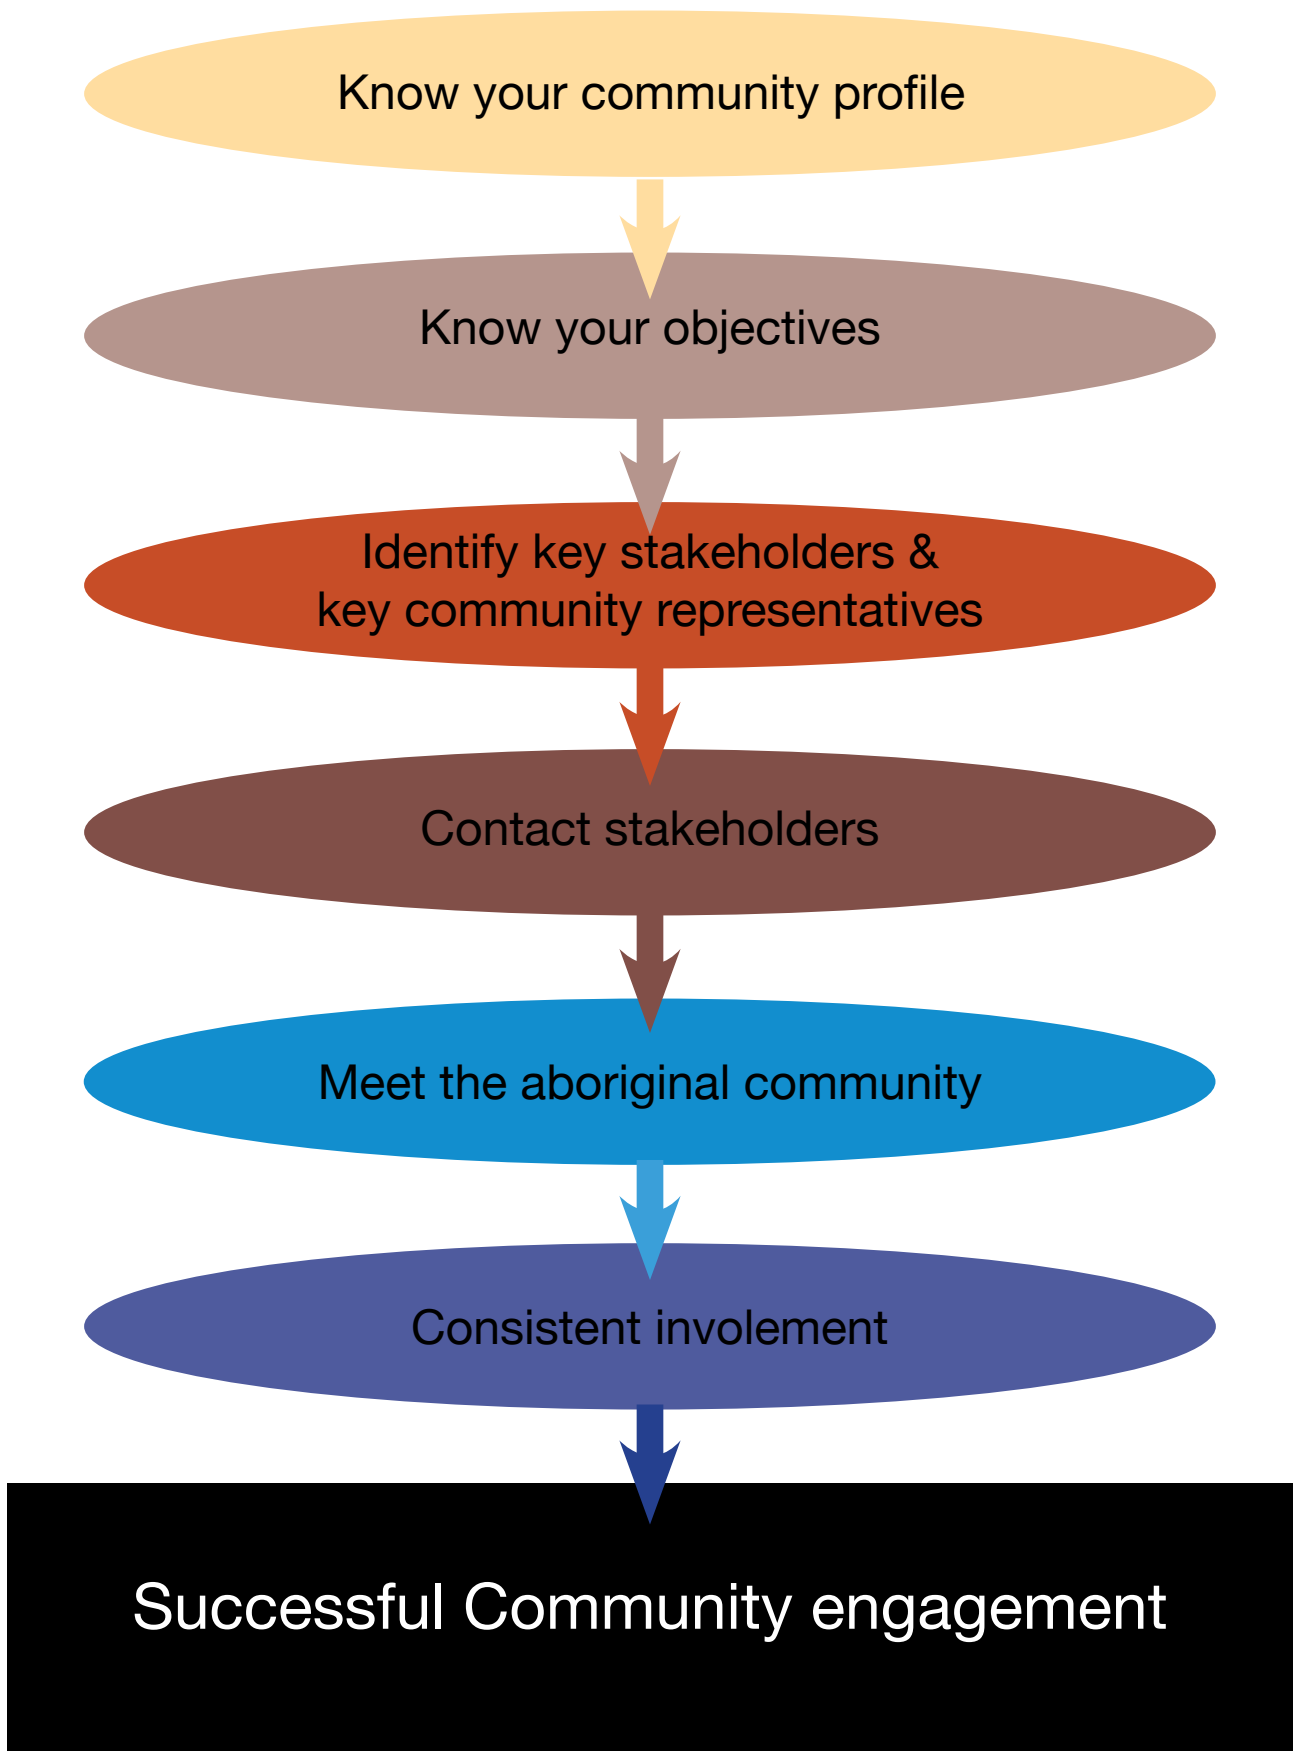 Know your community profile
Know your objectives
Identify key stakeholders &
key community representatives
Contact stakeholders
Meet the aboriginal community
Consistent involement
Successful Community engagement